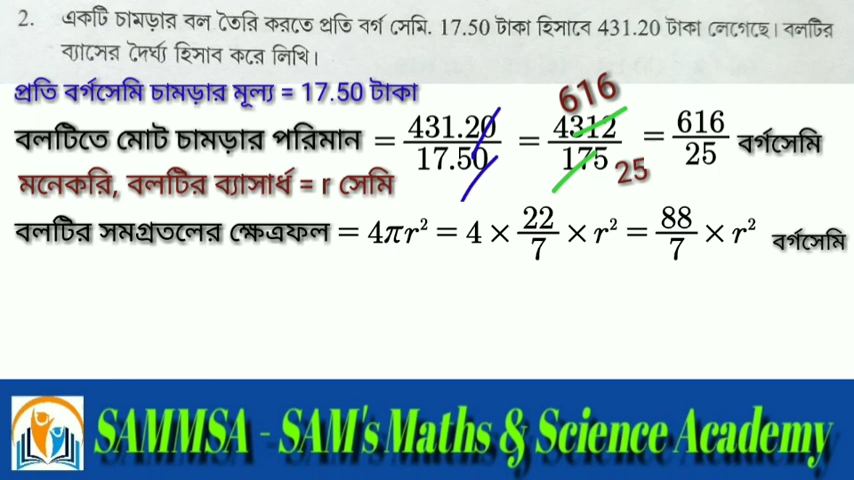 2. একটি চামড়ার বল তৈরি করতে প্রতি বর্গ সেমি. 17.50 টাকা হিসাবে 431.20 টাকা লেগেছে। বলটির
ব্যাসের দৈর্ঘ্য হিসাব করে লিখি।
প্রতি বর্গসেমি চামড়ার মূল্য = 17.50 টাকা
বলটিতে মোট চামড়ার পরিমান = 431.20/17.50 = 4312/175 = 616/25 বর্গসেমি
616
25
মনেকরি, বলটির ব্যাসার্ধ = r সেমি
বলটির সমগ্রতলের ক্ষেত্রফল = 4πr² = 4 × 22/7 × r² = 88/7 × r² বর্গসেমি
SAMMSA - SAM's Maths & Science Academy